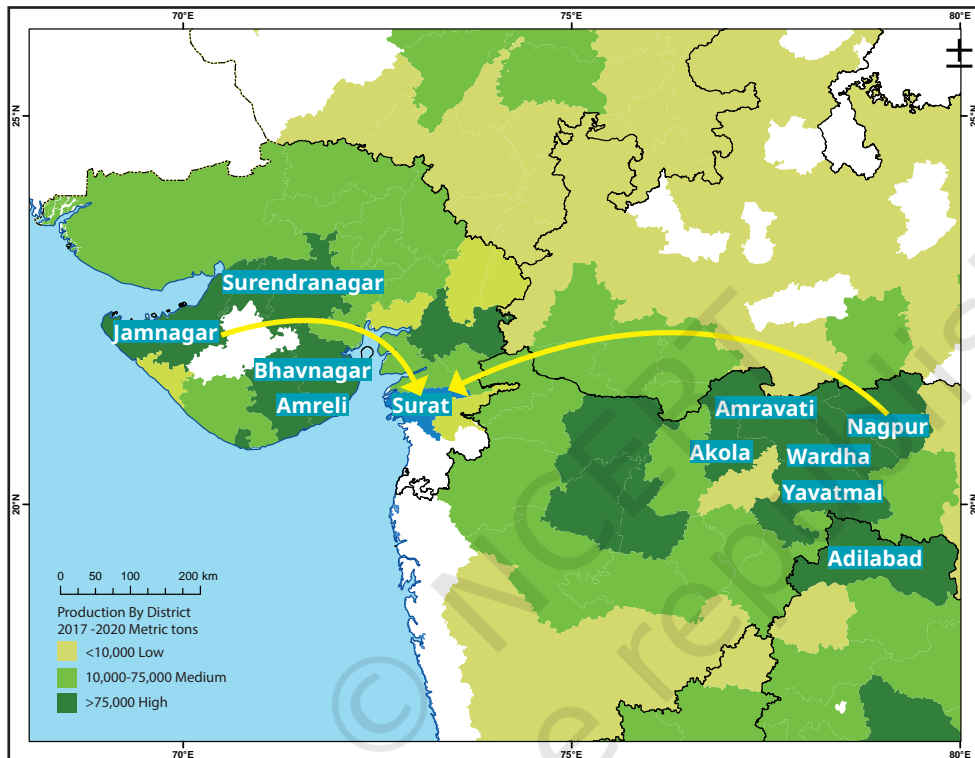 70°E 75°E 80°E
25°N 25°N
Surendranagar
Jamnagar
Bhavnagar
Amreli
Surat
Amravati
Nagpur
Akola
Wardha
Yavatmal
20°N 20°N
Adilabad
0 50 100 200 km
Production By District
2017 -2020 Metric tons
<10,000 Low
10,000-75,000 Medium
>75,000 High
70°E 75°E 80°E
© NCERT